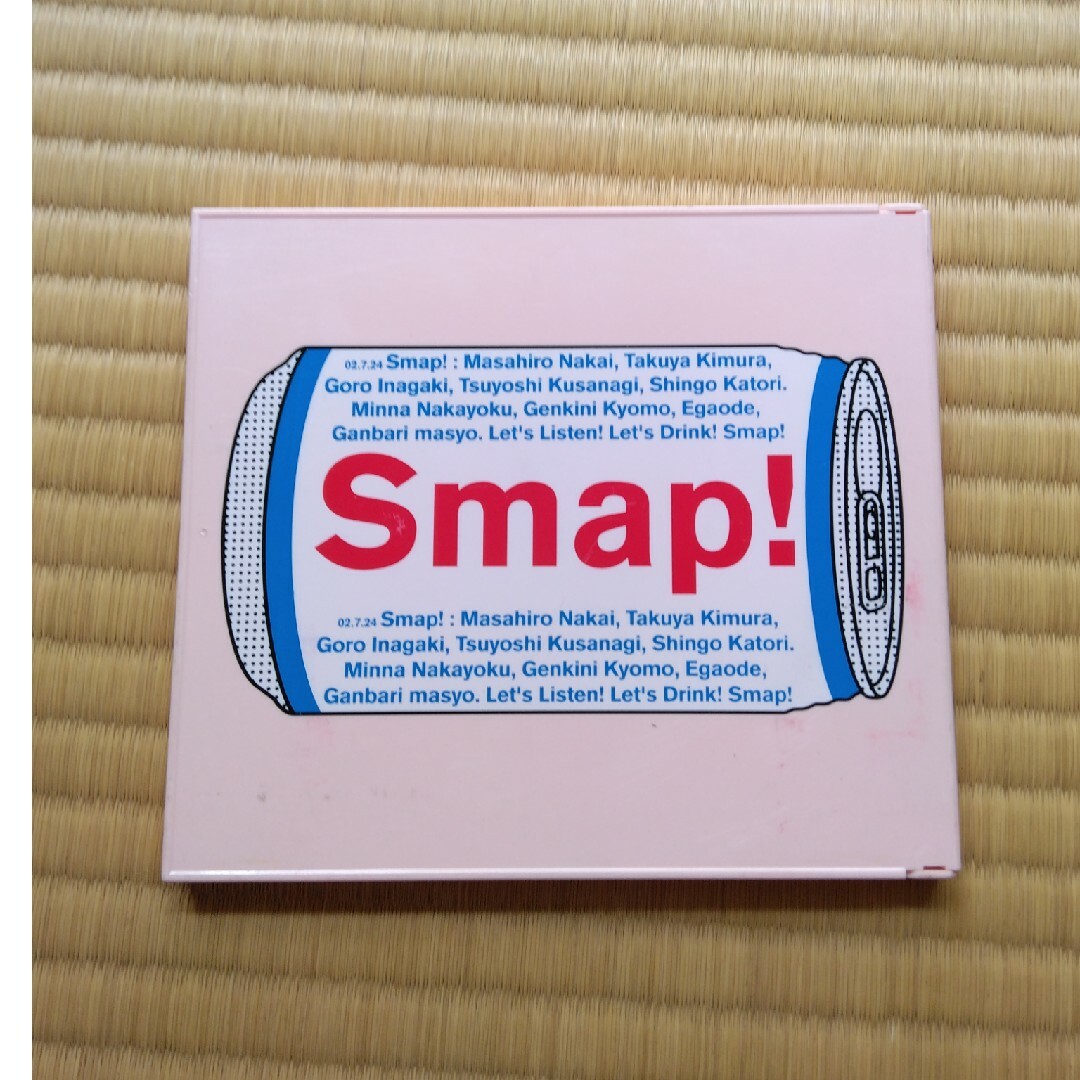 02.7.24 Smap! : Masahiro Nakai, Takuya Kimura,
Goro Inagaki, Tsuyoshi Kusanagi, Shingo Katori.
Minna Nakayoku, Genkini Kyomo, Egaode,
Ganbari masyo. Let's Listen! Let's Drink! Smap!
Smap!
02.7.24 Smap! : Masahiro Nakai, Takuya Kimura,
Goro Inagaki, Tsuyoshi Kusanagi, Shingo Katori.
Minna Nakayoku, Genkini Kyomo, Egaode,
Ganbari masyo. Let's Listen! Let's Drink! Smap!